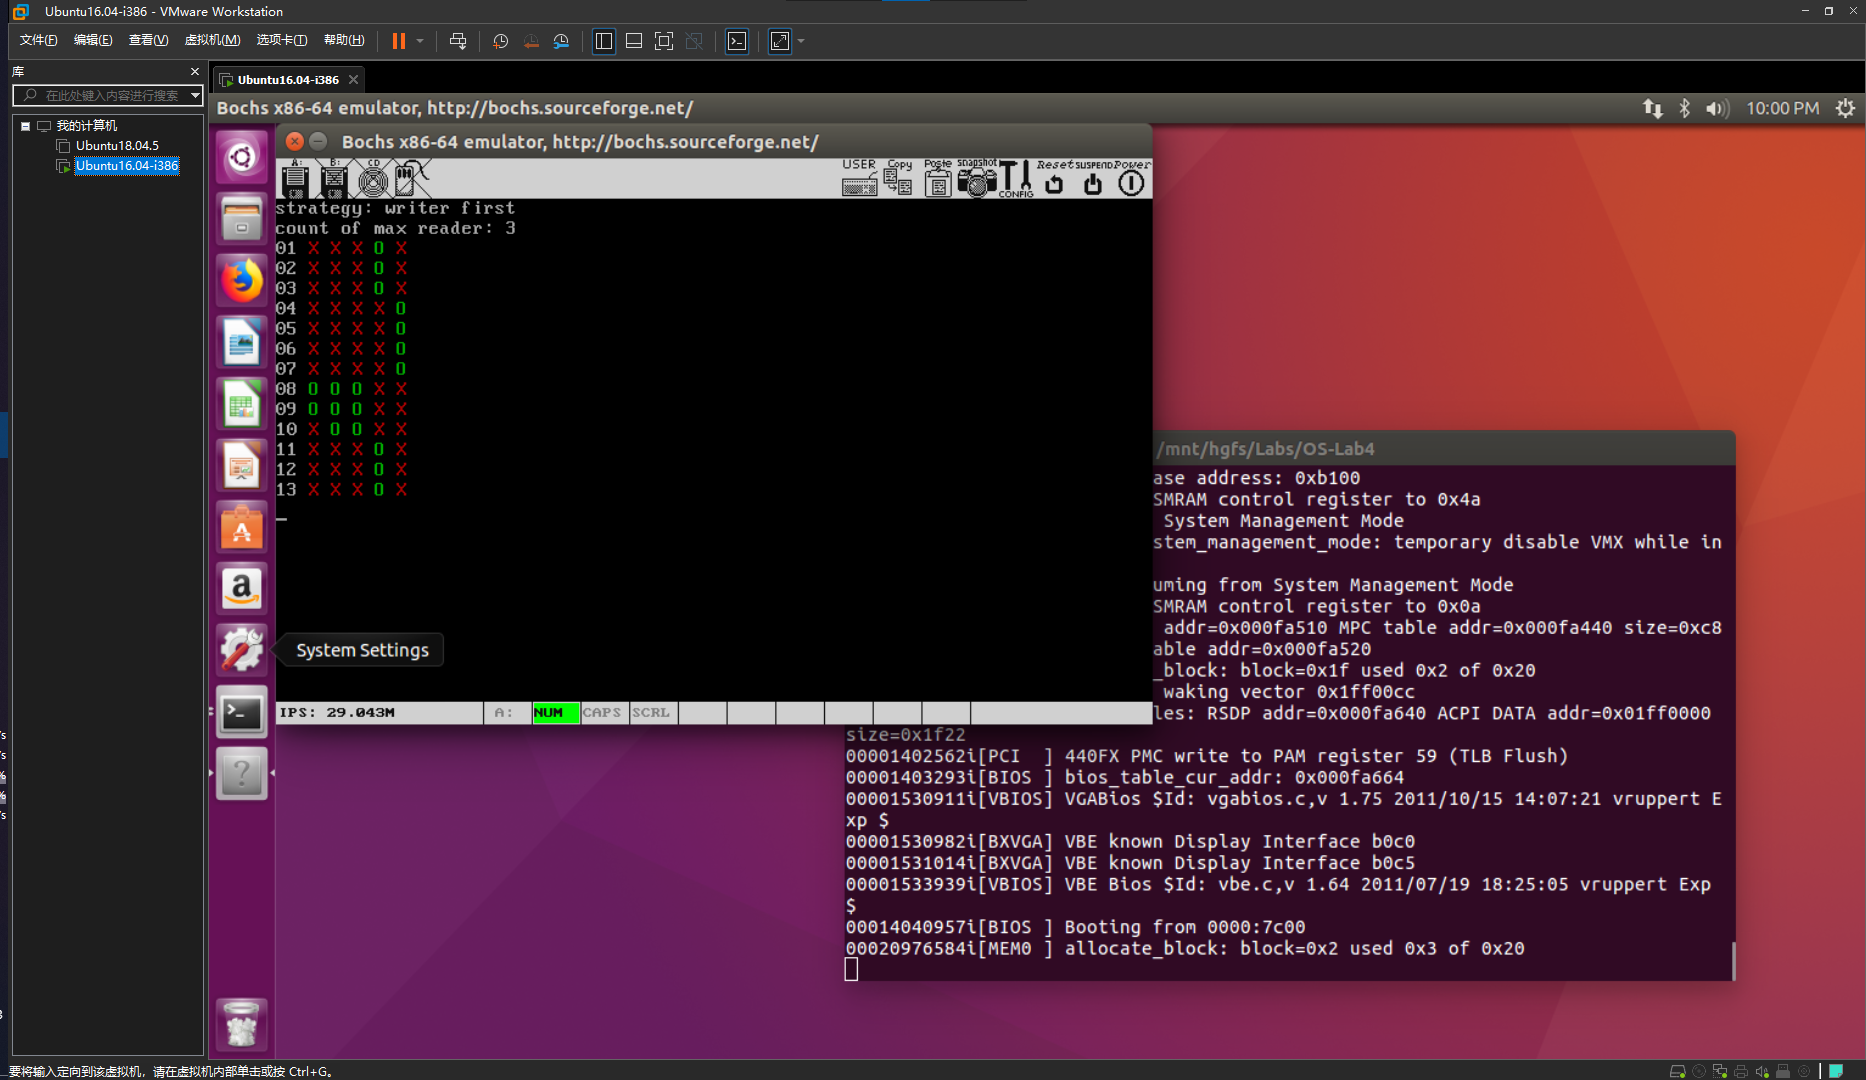 Ubuntu16.04-i386 - VMware Workstation
文件(F) 编辑(E) 查看(V) 虚拟机(M) 选项卡(T) 帮助(H)
库
在此处键入内容进行搜索
我的计算机
Ubuntu18.04.5
Ubuntu16.04-i386
Ubuntu16.04-i386
Bochs x86-64 emulator, http://bochs.sourceforge.net/
10:00 PM
Bochs x86-64 emulator, http://bochs.sourceforge.net/
A: B: CD
USER Copy Paste snapshot CONFIG Reset SUSPEND Power
strategy: writer first
count of max reader: 3
01 X X X O X
02 X X X O X
03 X X X O X
04 X X X X O
05 X X X X O
06 X X X X O
07 X X X X O
08 O O O X X
09 O O O X X
10 X O O X X
11 X X X O X
12 X X X O X
13 X X X O X
System Settings
IPS: 29.043M A: NUM CAPS SCRL
/mnt/hgfs/Labs/OS-Lab4
ase address: 0xb100
SMRAM control register to 0x4a
System Management Mode
stem_management_mode: temporary disable VMX while in
uming from System Management Mode
SMRAM control register to 0x0a
addr=0x000fa510 MPC table addr=0x000fa440 size=0xc8
able addr=0x000fa520
_block: block=0x1f used 0x2 of 0x20
waking vector 0x1ff00cc
les: RSDP addr=0x000fa640 ACPI DATA addr=0x01ff0000
size=0x1f22
00001402562i[PCI ] 440FX PMC write to PAM register 59 (TLB Flush)
00001403293i[BIOS ] bios_table_cur_addr: 0x000fa664
00001530911i[VBIOS] VGABios $Id: vgabios.c,v 1.75 2011/10/15 14:07:21 vruppert E
xp $
00001530982i[BXVGA] VBE known Display Interface b0c0
00001531014i[BXVGA] VBE known Display Interface b0c5
00001533939i[VBIOS] VBE Bios $Id: vbe.c,v 1.64 2011/07/19 18:25:05 vruppert Exp
$
00014040957i[BIOS ] Booting from 0000:7c00
00020976584i[MEM0 ] allocate_block: block=0x2 used 0x3 of 0x20
要将输入定向到该虚拟机，请在虚拟机内部单击或按 Ctrl+G。